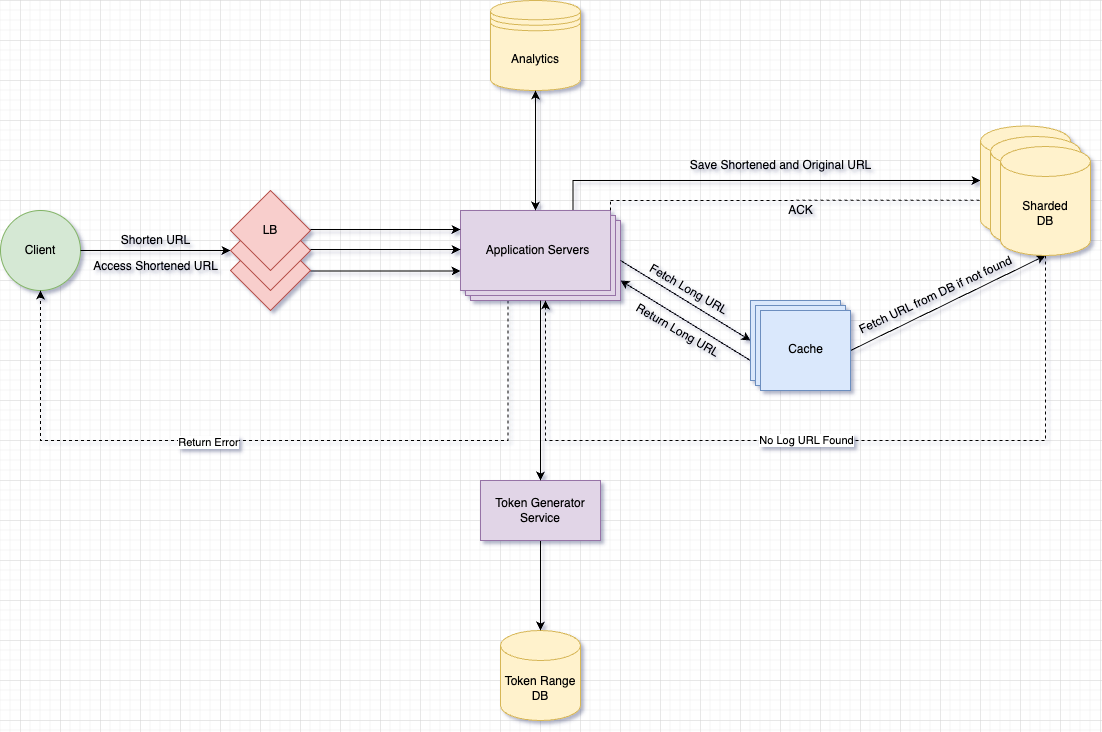 Analytics
Save Shortened and Original URL
ACK
Sharded
DB
Client
Shorten URL
Access Shortened URL
LB
Application Servers
Fetch Long URL
Return Long URL
Cache
Fetch URL from DB if not found
Return Error
No Log URL Found
Token Generator
Service
Token Range
DB